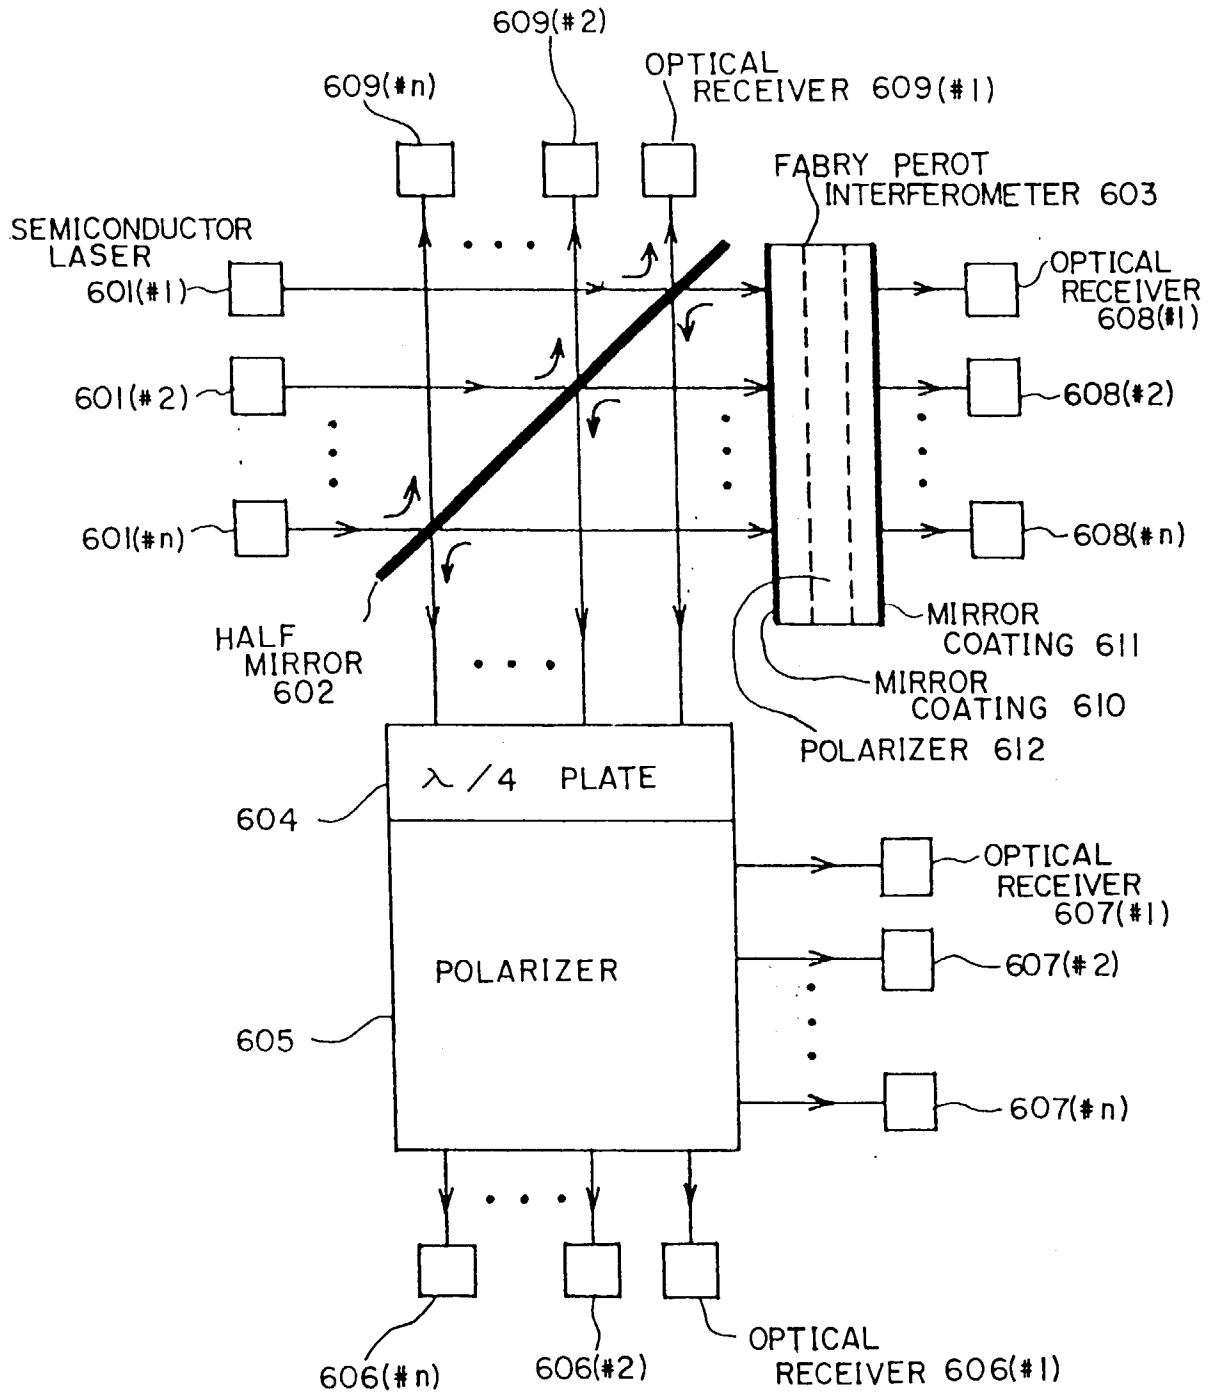 609(#2)
609(#n)
OPTICAL
RECEIVER 609(#1)
FABRY PEROT
INTERFEROMETER 603
SEMICONDUCTOR
LASER
601(#1)
OPTICAL
RECEIVER
608(#1)
601(#2)
608(#2)
601(#n)
608(#n)
HALF
MIRROR
602
MIRROR
COATING 611
MIRROR
COATING 610
POLARIZER 612
λ/4 PLATE
604
OPTICAL
RECEIVER
607(#1)
POLARIZER
607(#2)
605
607(#n)
606(#n)
606(#2)
OPTICAL
RECEIVER 606(#1)